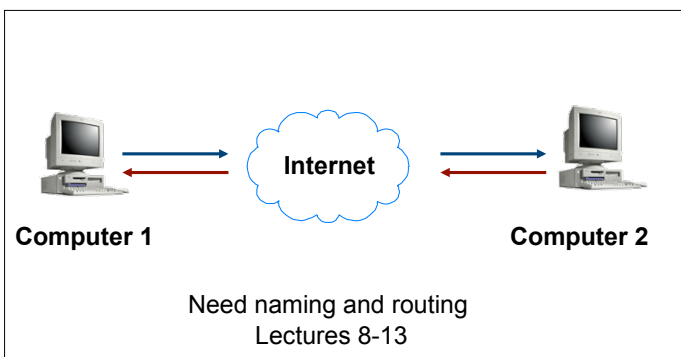 Internet
Computer 1
Computer 2
Need naming and routing
Lectures 8-13